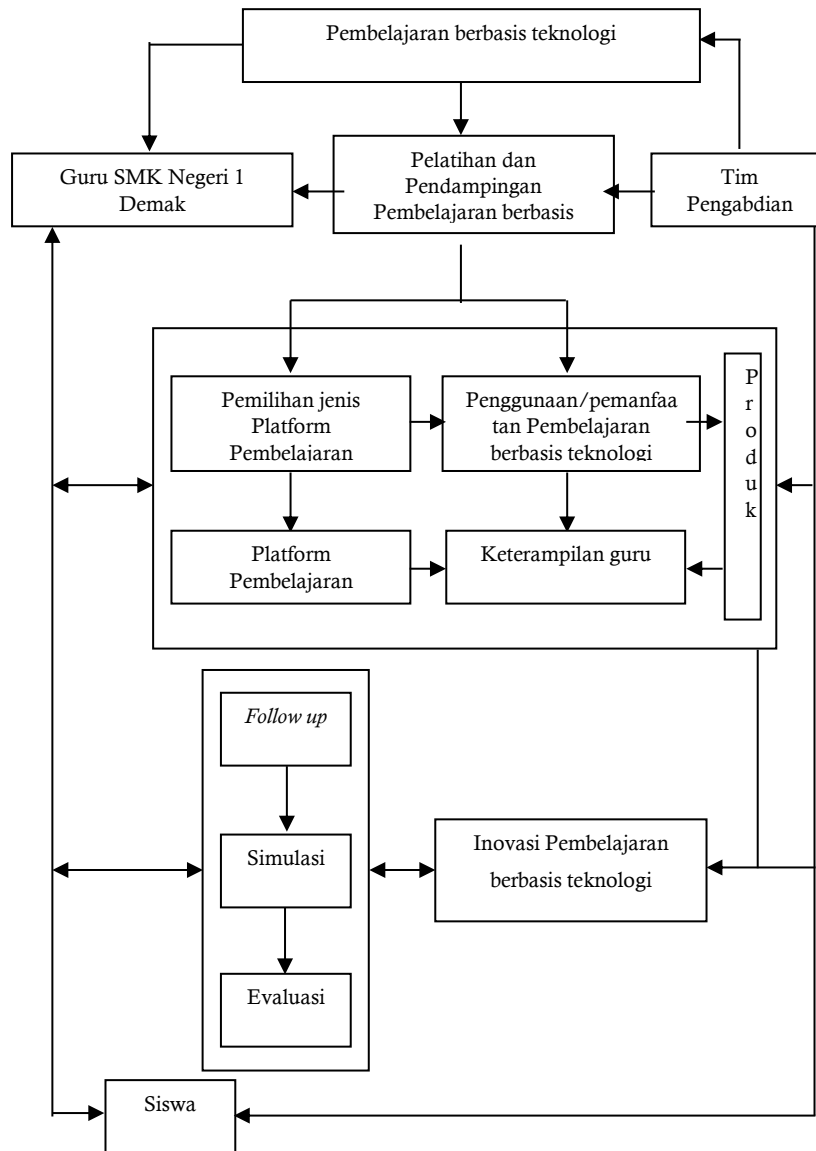 Pembelajaran berbasis teknologi
Guru SMK Negeri 1
Demak
Pelatihan dan
Pendampingan
Pembelajaran berbasis
Tim
Pengabdian
Pemilihan jenis
Platform
Pembelajaran
Penggunaan/pemanfaa
tan Pembelajaran
berbasis teknologi
P
r
o
d
u
k
Platform
Pembelajaran
Keterampilan guru
Follow up
Simulasi
Evaluasi
Inovasi Pembelajaran
berbasis teknologi
Siswa